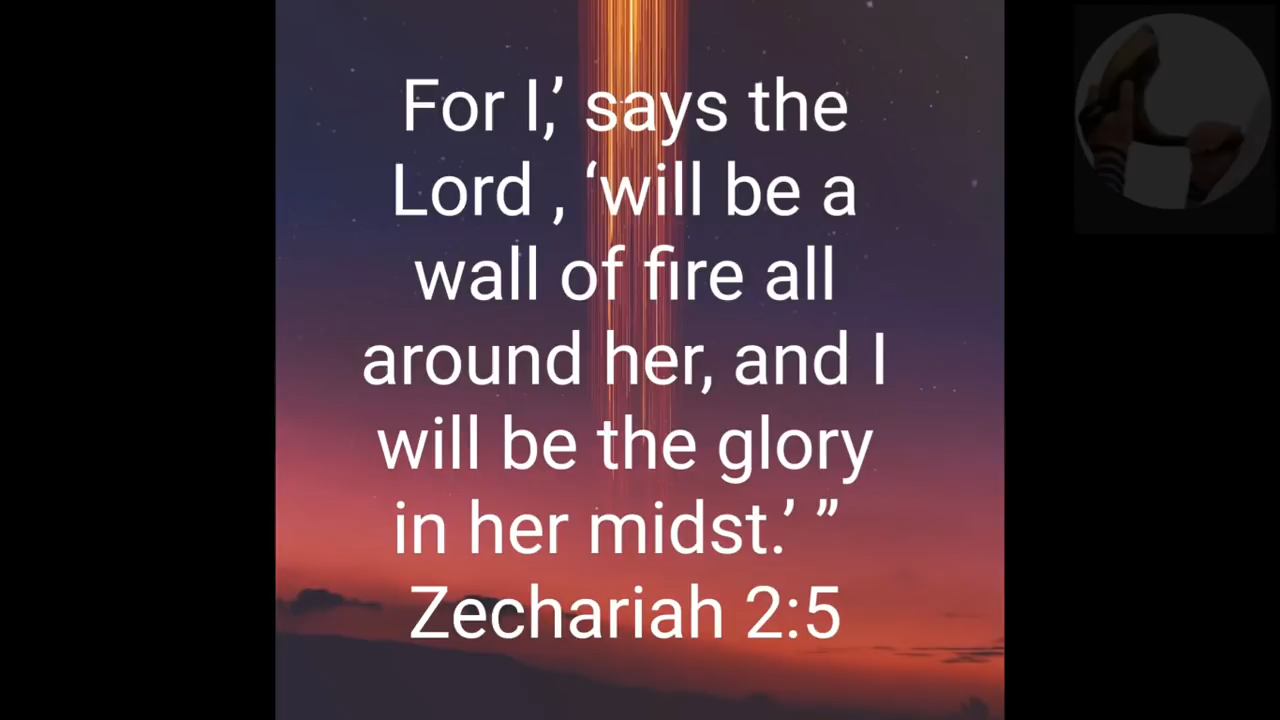 For I,’ says the
Lord , ‘will be a
wall of fire all
around her, and I
will be the glory
in her midst.’ ”
Zechariah 2:5